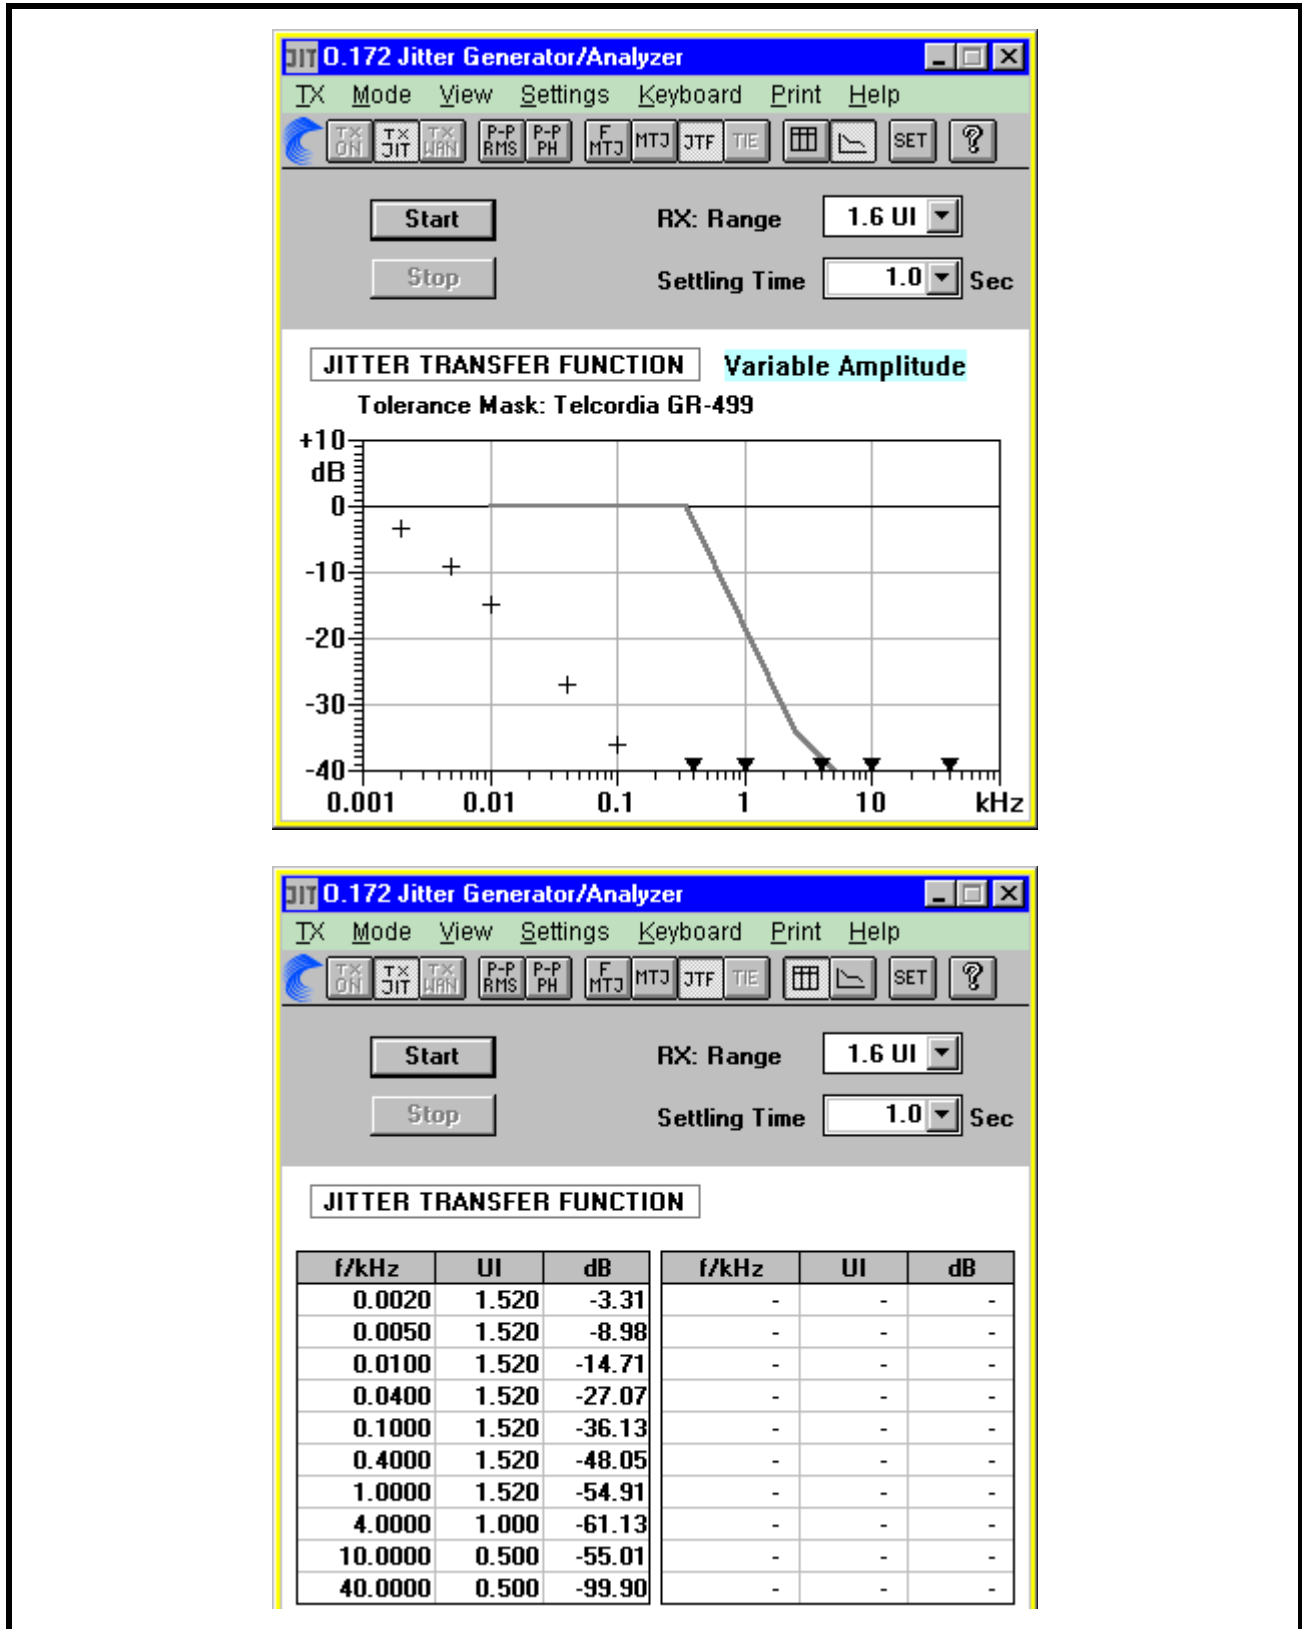 JIT O.172 Jitter Generator/Analyzer
TX Mode View Settings Keyboard Print Help
TX ON TX JIT TX WAN P-P RMS P-P PH F MTJ MTJ JTF TIE SET ?
Start RX: Range 1.6 UI
Stop Settling Time 1.0 Sec
JITTER TRANSFER FUNCTION Variable Amplitude
Tolerance Mask: Telcordia GR-499
+10
dB
0
-10
-20
-30
-40
0.001 0.01 0.1 1 10 kHz
JIT O.172 Jitter Generator/Analyzer
TX Mode View Settings Keyboard Print Help
TX ON TX JIT TX WAN P-P RMS P-P PH F MTJ MTJ JTF TIE SET ?
Start RX: Range 1.6 UI
Stop Settling Time 1.0 Sec
JITTER TRANSFER FUNCTION
f/kHz UI dB f/kHz UI dB
0.0020 1.520 -3.31 - - -
0.0050 1.520 -8.98 - - -
0.0100 1.520 -14.71 - - -
0.0400 1.520 -27.07 - - -
0.1000 1.520 -36.13 - - -
0.4000 1.520 -48.05 - - -
1.0000 1.520 -54.91 - - -
4.0000 1.000 -61.13 - - -
10.0000 0.500 -55.01 - - -
40.0000 0.500 -99.90 - - -